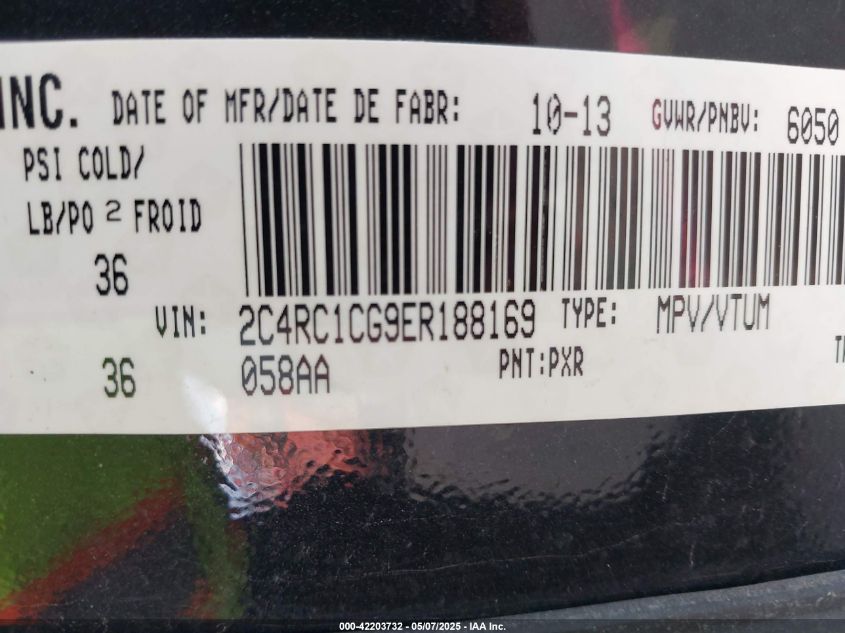 INC. DATE OF MFR/DATE DE FABR: 10-13 GVWR/PNBV: 6050
PSI COLD/
LB/PO 2 FROID
36
VIN: 2C4RC1CG9ER188169 TYPE: MPV/VTUM
36 058AA PNT:PXR
000-42203732 - 05/07/2025 - IAA Inc.